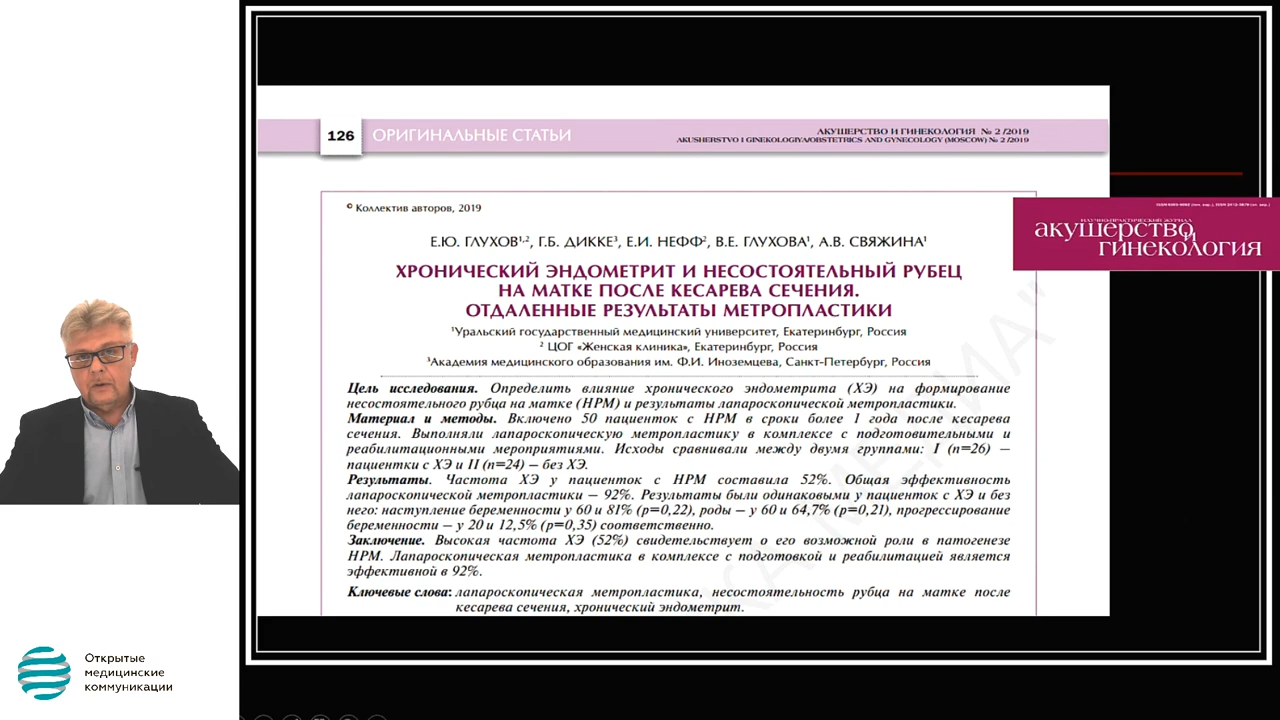 126
ОРИГИНАЛЬНЫЕ СТАТЬИ
АКУШЕРСТВО И ГИНЕКОЛОГИЯ № 2 /2019
AKUSHERSTVO I GINEKOLOGIYA/OBSTETRICS AND GYNECOLOGY (MOSCOW) № 2 /2019
© Коллектив авторов, 2019
НАУЧНО-ПРАКТИЧЕСКИЙ ЖУРНАЛ
акушерство и
гинекология
Е.Ю. ГЛУХОВ1,2, Г.Б. ДИККЕ3, Е.И. НЕФФ2, В.Е. ГЛУХОВА1, А.В. СВЯЖИНА1
ХРОНИЧЕСКИЙ ЭНДОМЕТРИТ И НЕСОСТОЯТЕЛЬНЫЙ РУБЕЦ
НА МАТКЕ ПОСЛЕ КЕСАРЕВА СЕЧЕНИЯ.
ОТДАЛЕННЫЕ РЕЗУЛЬТАТЫ МЕТРОПЛАСТИКИ
1Уральский государственный медицинский университет, Екатеринбург, Россия
2 ЦОГ «Женская клиника», Екатеринбург, Россия
3Академия медицинского образования им. Ф.И. Иноземцева, Санкт-Петербург, Россия
Цель исследования. Определить влияние хронического эндометрита (ХЭ) на формирование
несостоятельного рубца на матке (НРМ) и результаты лапароскопической метропластики.
Материал и методы. Включено 50 пациенток с НРМ в сроки более 1 года после кесарева
сечения. Выполняли лапароскопическую метропластику в комплексе с подготовительными и
реабилитационными мероприятиями. Исходы сравнивали между двумя группами: I (n=26) —
пациентки с ХЭ и II (n=24) — без ХЭ.
Результаты. Частота ХЭ у пациенток с НРМ составила 52%. Общая эффективность
лапароскопической метропластики — 92%. Результаты были одинаковыми у пациенток с ХЭ и без
него: наступление беременности у 60 и 81% (p=0,22), роды — у 60 и 64,7% (p=0,21), прогрессирование
беременности — у 20 и 12,5% (p=0,35) соответственно.
Заключение. Высокая частота ХЭ (52%) свидетельствует о его возможной роли в патогенезе
НРМ. Лапароскопическая метропластика в комплексе с подготовкой и реабилитацией является
эффективной в 92%.
Ключевые слова: лапароскопическая метропластика, несостоятельность рубца на матке после
кесарева сечения, хронический эндометрит.
Открытые
медицинские
коммуникации